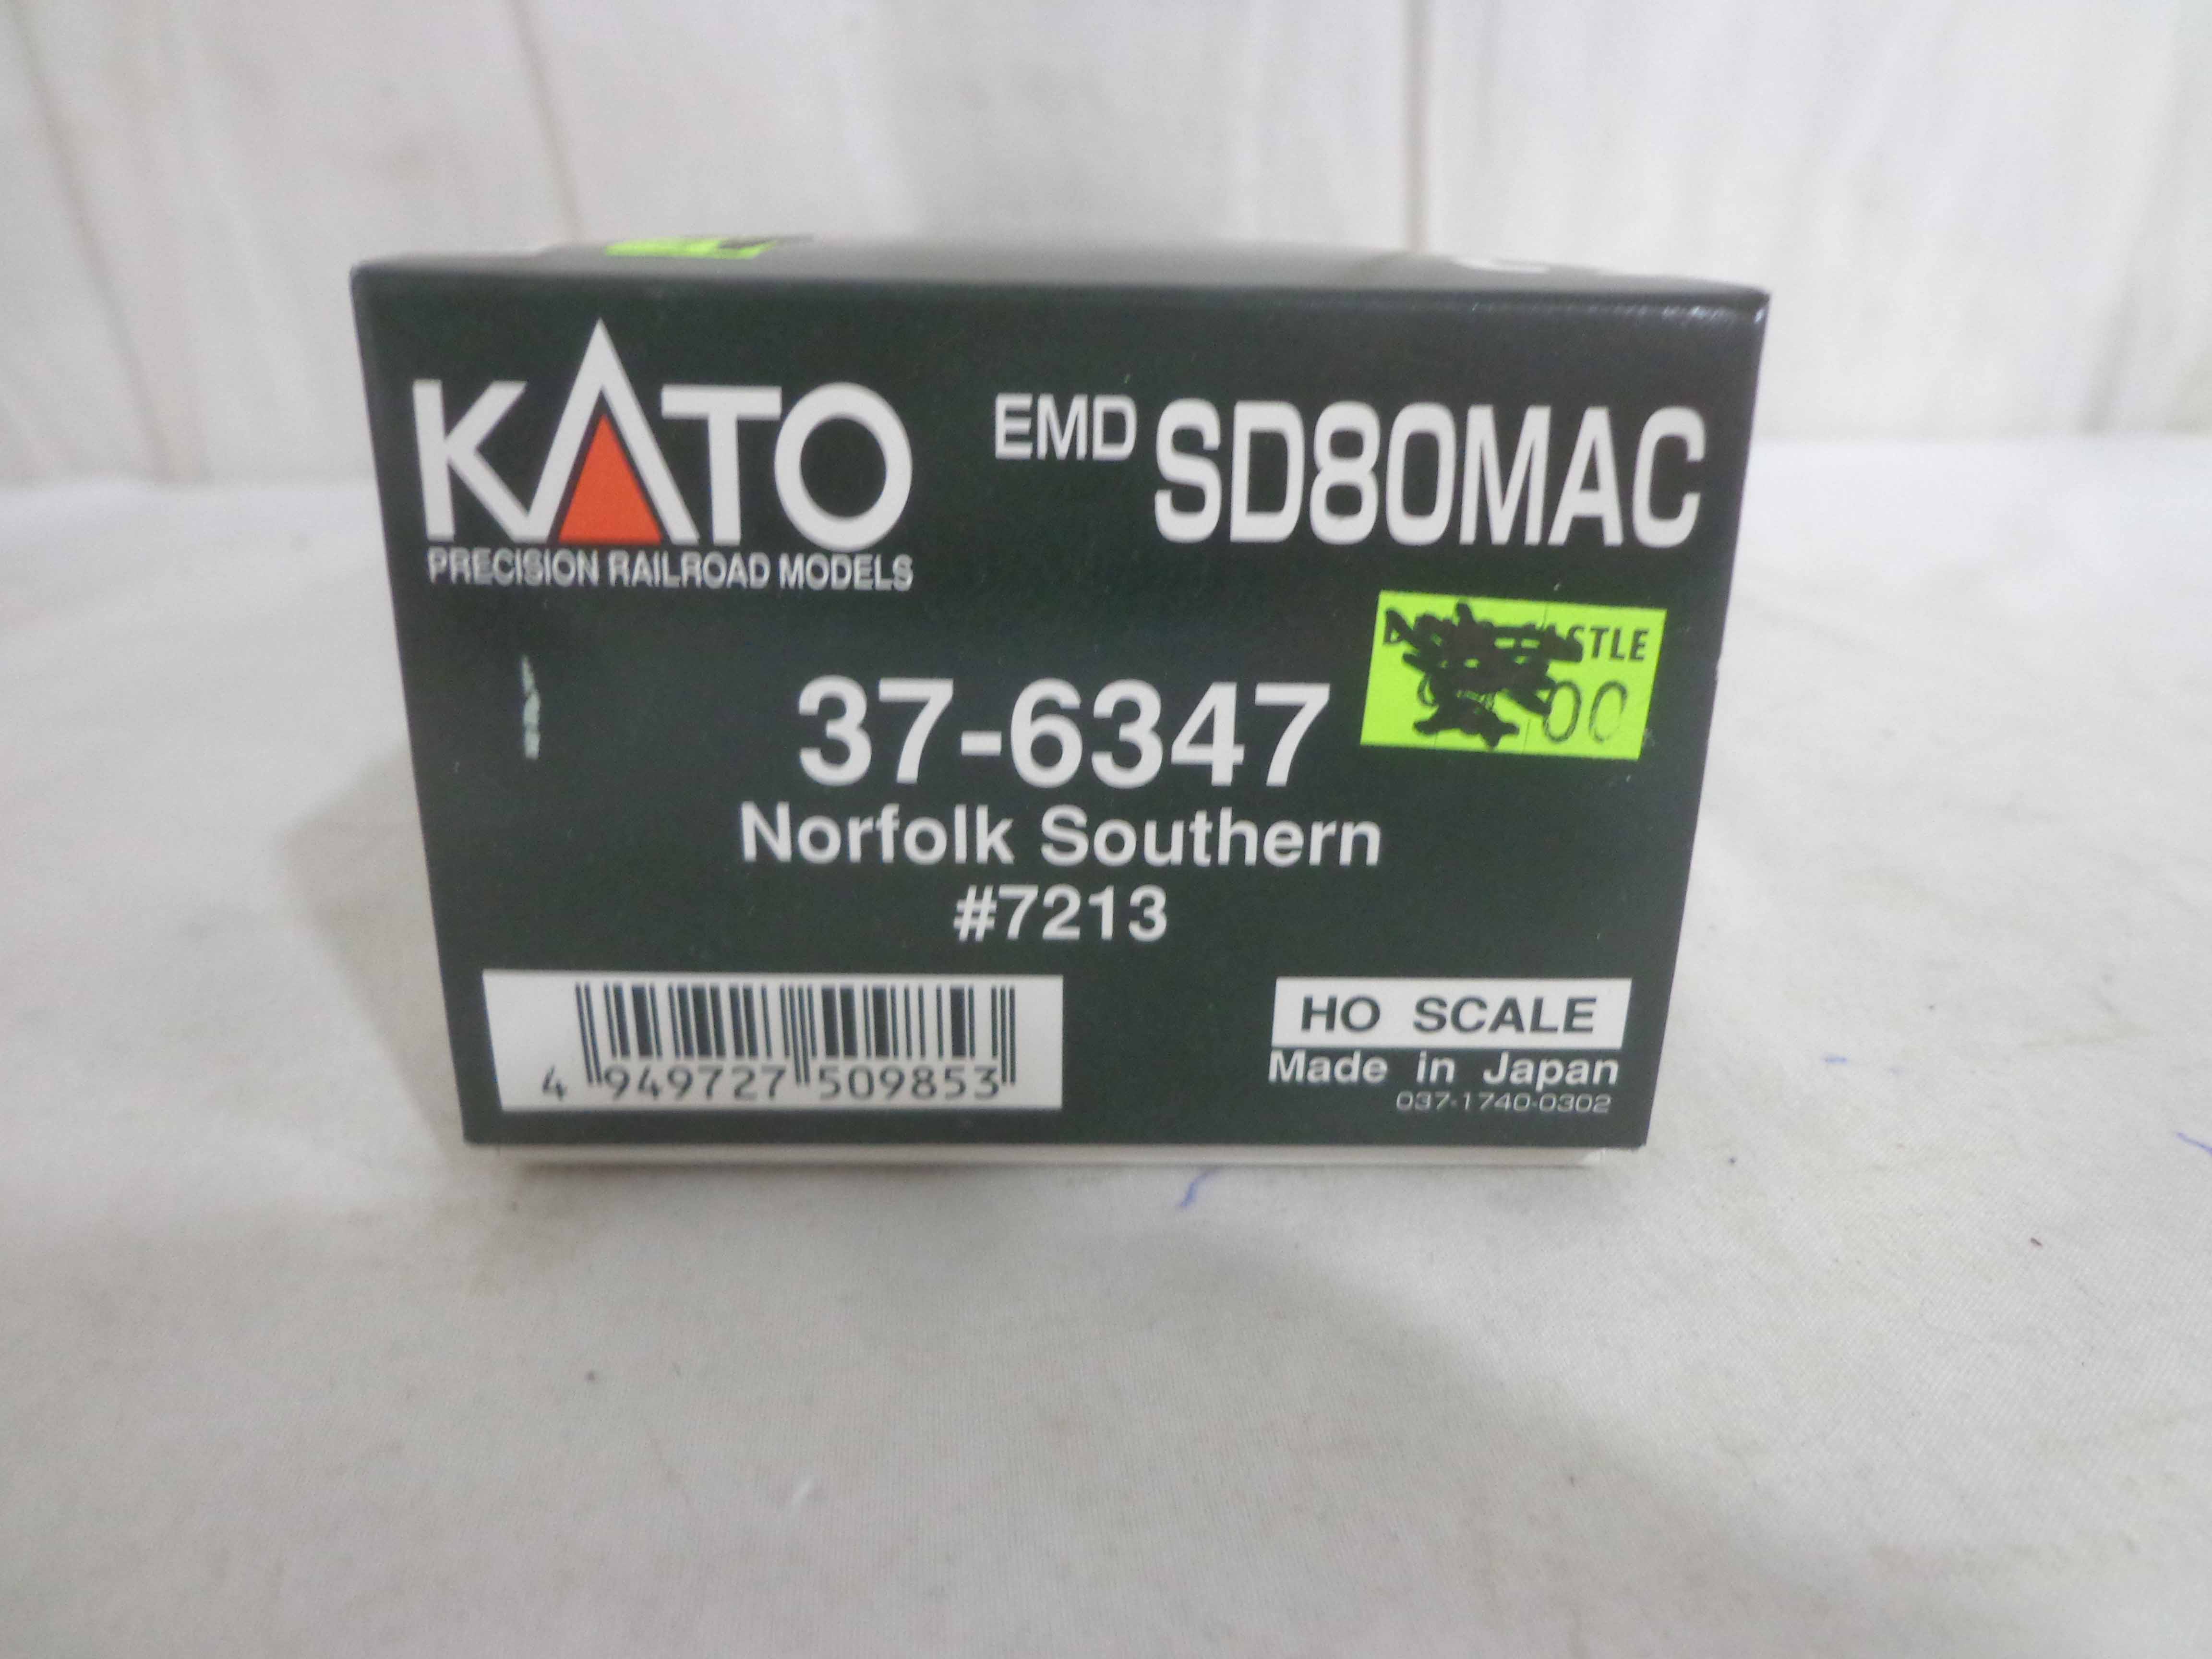 KATO
PRECISION RAILROAD MODELS
EMD SD80MAC
00
37-6347
Norfolk Southern
#7213
4 949727 509853
HO SCALE
Made in Japan
037-1740-0302